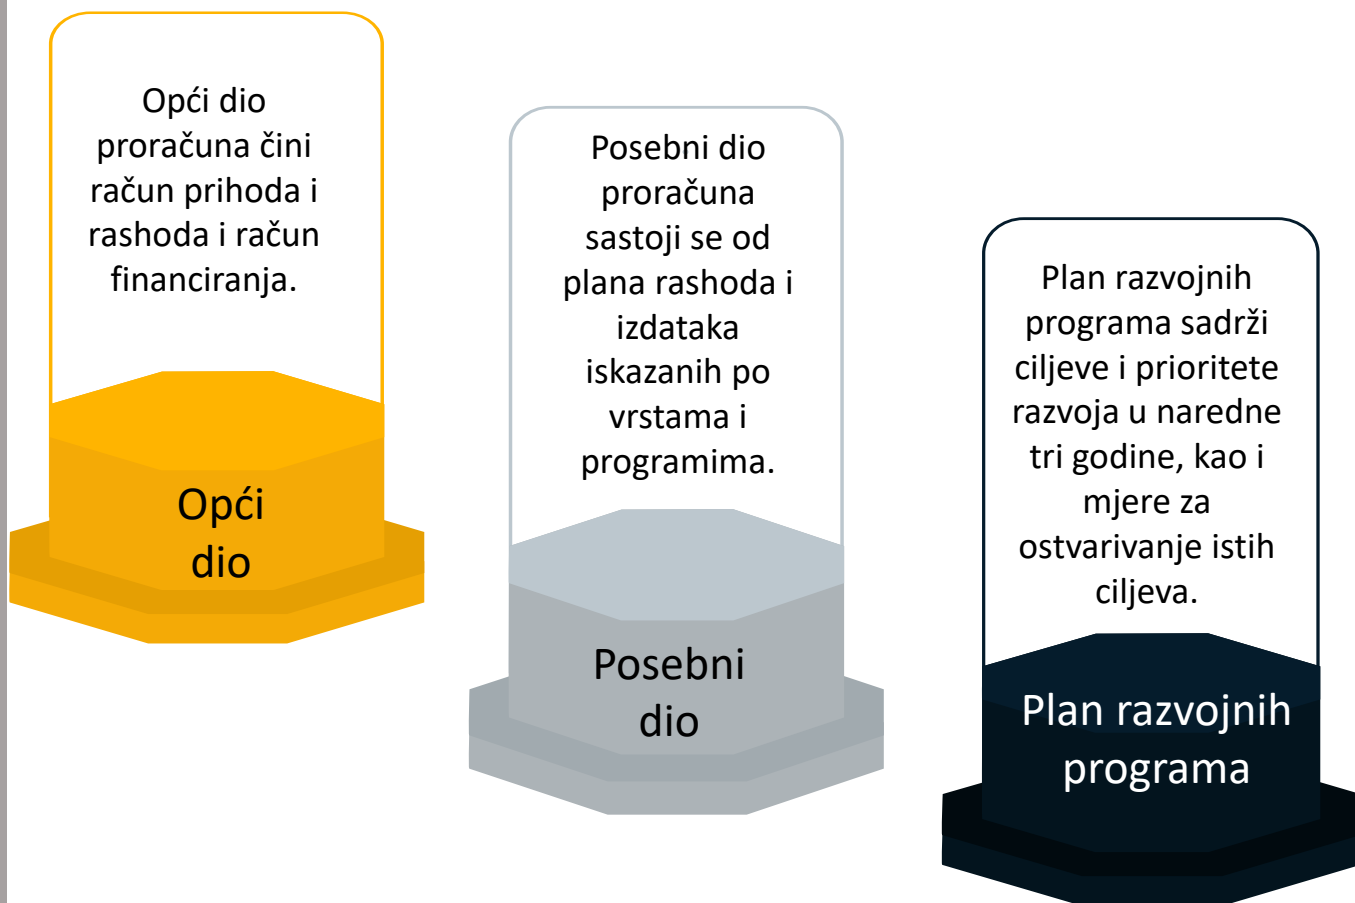 Opći dio
proračuna čini
račun prihoda i
rashoda i račun
financiranja.
Opći
dio
Posebni dio
proračuna
sastoji se od
plana rashoda i
izdataka
iskazanih po
vrstama i
programima.
Posebni
dio
Plan razvojnih
programa sadrži
ciljeve i prioritete
razvoja u naredne
tri godine, kao i
mjere za
ostvarivanje istih
ciljeva.
Plan razvojnih
programa